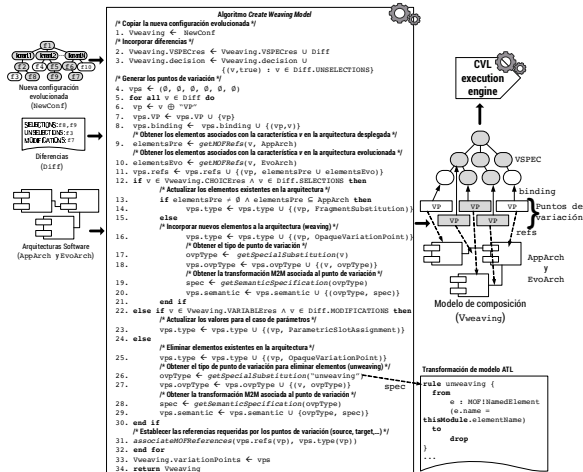 Algoritmo Create Weaving Model
/* Copiar la nueva configuración evolucionada */
1. Vweaving ← NewConf
/* Incorporar diferencias */
2. Vweaving.VSPECres ← Vweaving.VSPECres ∪ Diff
3. Vweaving.decision ← Vweaving.decision ∪
{(v,true) : v ∈ Diff.UNSELECTIONS}
/* Generar los puntos de variación */
4. vps ← (∅, ∅, ∅, ∅, ∅, ∅)
5. for all v ∈ Diff do
6. vp ← v ⊕ "VP"
7. vps.VP ← vps.VP ∪ {vp}
8. vps.binding ← vps.binding ∪ {(vp,v)}
/* Obtener los elementos asociados con la característica v en la arquitectura desplegada */
9. elementsPre ← getMOFRefs(v, AppArch)
/* Obtener los elementos asociados con la característica v en la arquitectura evolucionada */
10. elementsEvo ← getMOFRefs(v, EvoArch)
11. vps.refs ← vps.refs ∪ {(vp, elementsPre ∪ elementsEvo)}
12. if v ∈ Vweaving.CHOICEres ∧ v ∈ Diff.SELECTIONS then
/* Actualizar los elementos existentes en la arquitectura */
13. if elementsPre ≠ ∅ ∧ elementsPre ⊆ AppArch then
14. vps.type ← vps.type ∪ {(vp, FragmentSubstitution)}
15. else
/* Incorporar nuevos elementos a la arquitectura (weaving) */
16. vps.type ← vps.type ∪ {(vp, OpaqueVariationPoint)}
/* Obtener el tipo de punto de variación */
17. ovpType ← getSpecialSubstitution(v)
18. vps.ovpType ← vps.ovpType ∪ {(v, ovpType)}
/* Obtener la transformación M2M asociada al punto de variación */
19. spec ← getSemanticSpecification(ovpType)
20. vps.semantic ← vps.semantic ∪ {(ovpType, spec)}
21. end if
22. else if v ∈ Vweaving.VARIABLEres ∧ v ∈ Diff.MODIFICATIONS then
/* Actualizar los valores para el caso de parámetros */
23. vps.type ← vps.type ∪ {(vp, ParametricSlotAssignment)}
24. else
/* Eliminar elementos existentes en la arquitectura */
25. vps.type ← vps.type ∪ {(vp, OpaqueVariationPoint)}
/* Obtener el tipo de punto de variación para eliminar elementos (unweaving) */
26. ovpType ← getSpecialSubstitution("unweaving")
27. vps.ovpType ← vps.ovpType ∪ {(v, ovpType)}
/* Obtener la transformación M2M asociada al punto de variación */
28. spec ← getSemanticSpecification(ovpType)
29. vps.semantic ← vps.semantic ∪ {ovpType, spec)}
30. end if
/* Establecer las referencias requeridas por los puntos de variación (source, target,...) */
31. associateMOFReferences(vps.refs(vp), vps.type(vp))
32. end for
33. Vweaving.variationPoints ← vps
34. return Vweaving
f1
f2 f4 f5 f6 f10
f3 f8 f9 f7
Nueva configuración
evolucionada
(NewConf)
SELECTIONS: f8, f9
UNSELECTIONS: f3
MODIFICATIONS: f7
Diferencias
(Diff)
Arquitecturas Software
(AppArch y EvoArch)
CVL
execution
engine
VSPEC
binding
VP VP VP
VP VP
Puntos de
variación
refs
AppArch
y
EvoArch
Modelo de composición
(Vweaving)
spec
Transformación de modelo ATL
rule unweaving {
from
e : MOF!NamedElement
(e.name =
thisModule.elementName)
to
drop
}
...